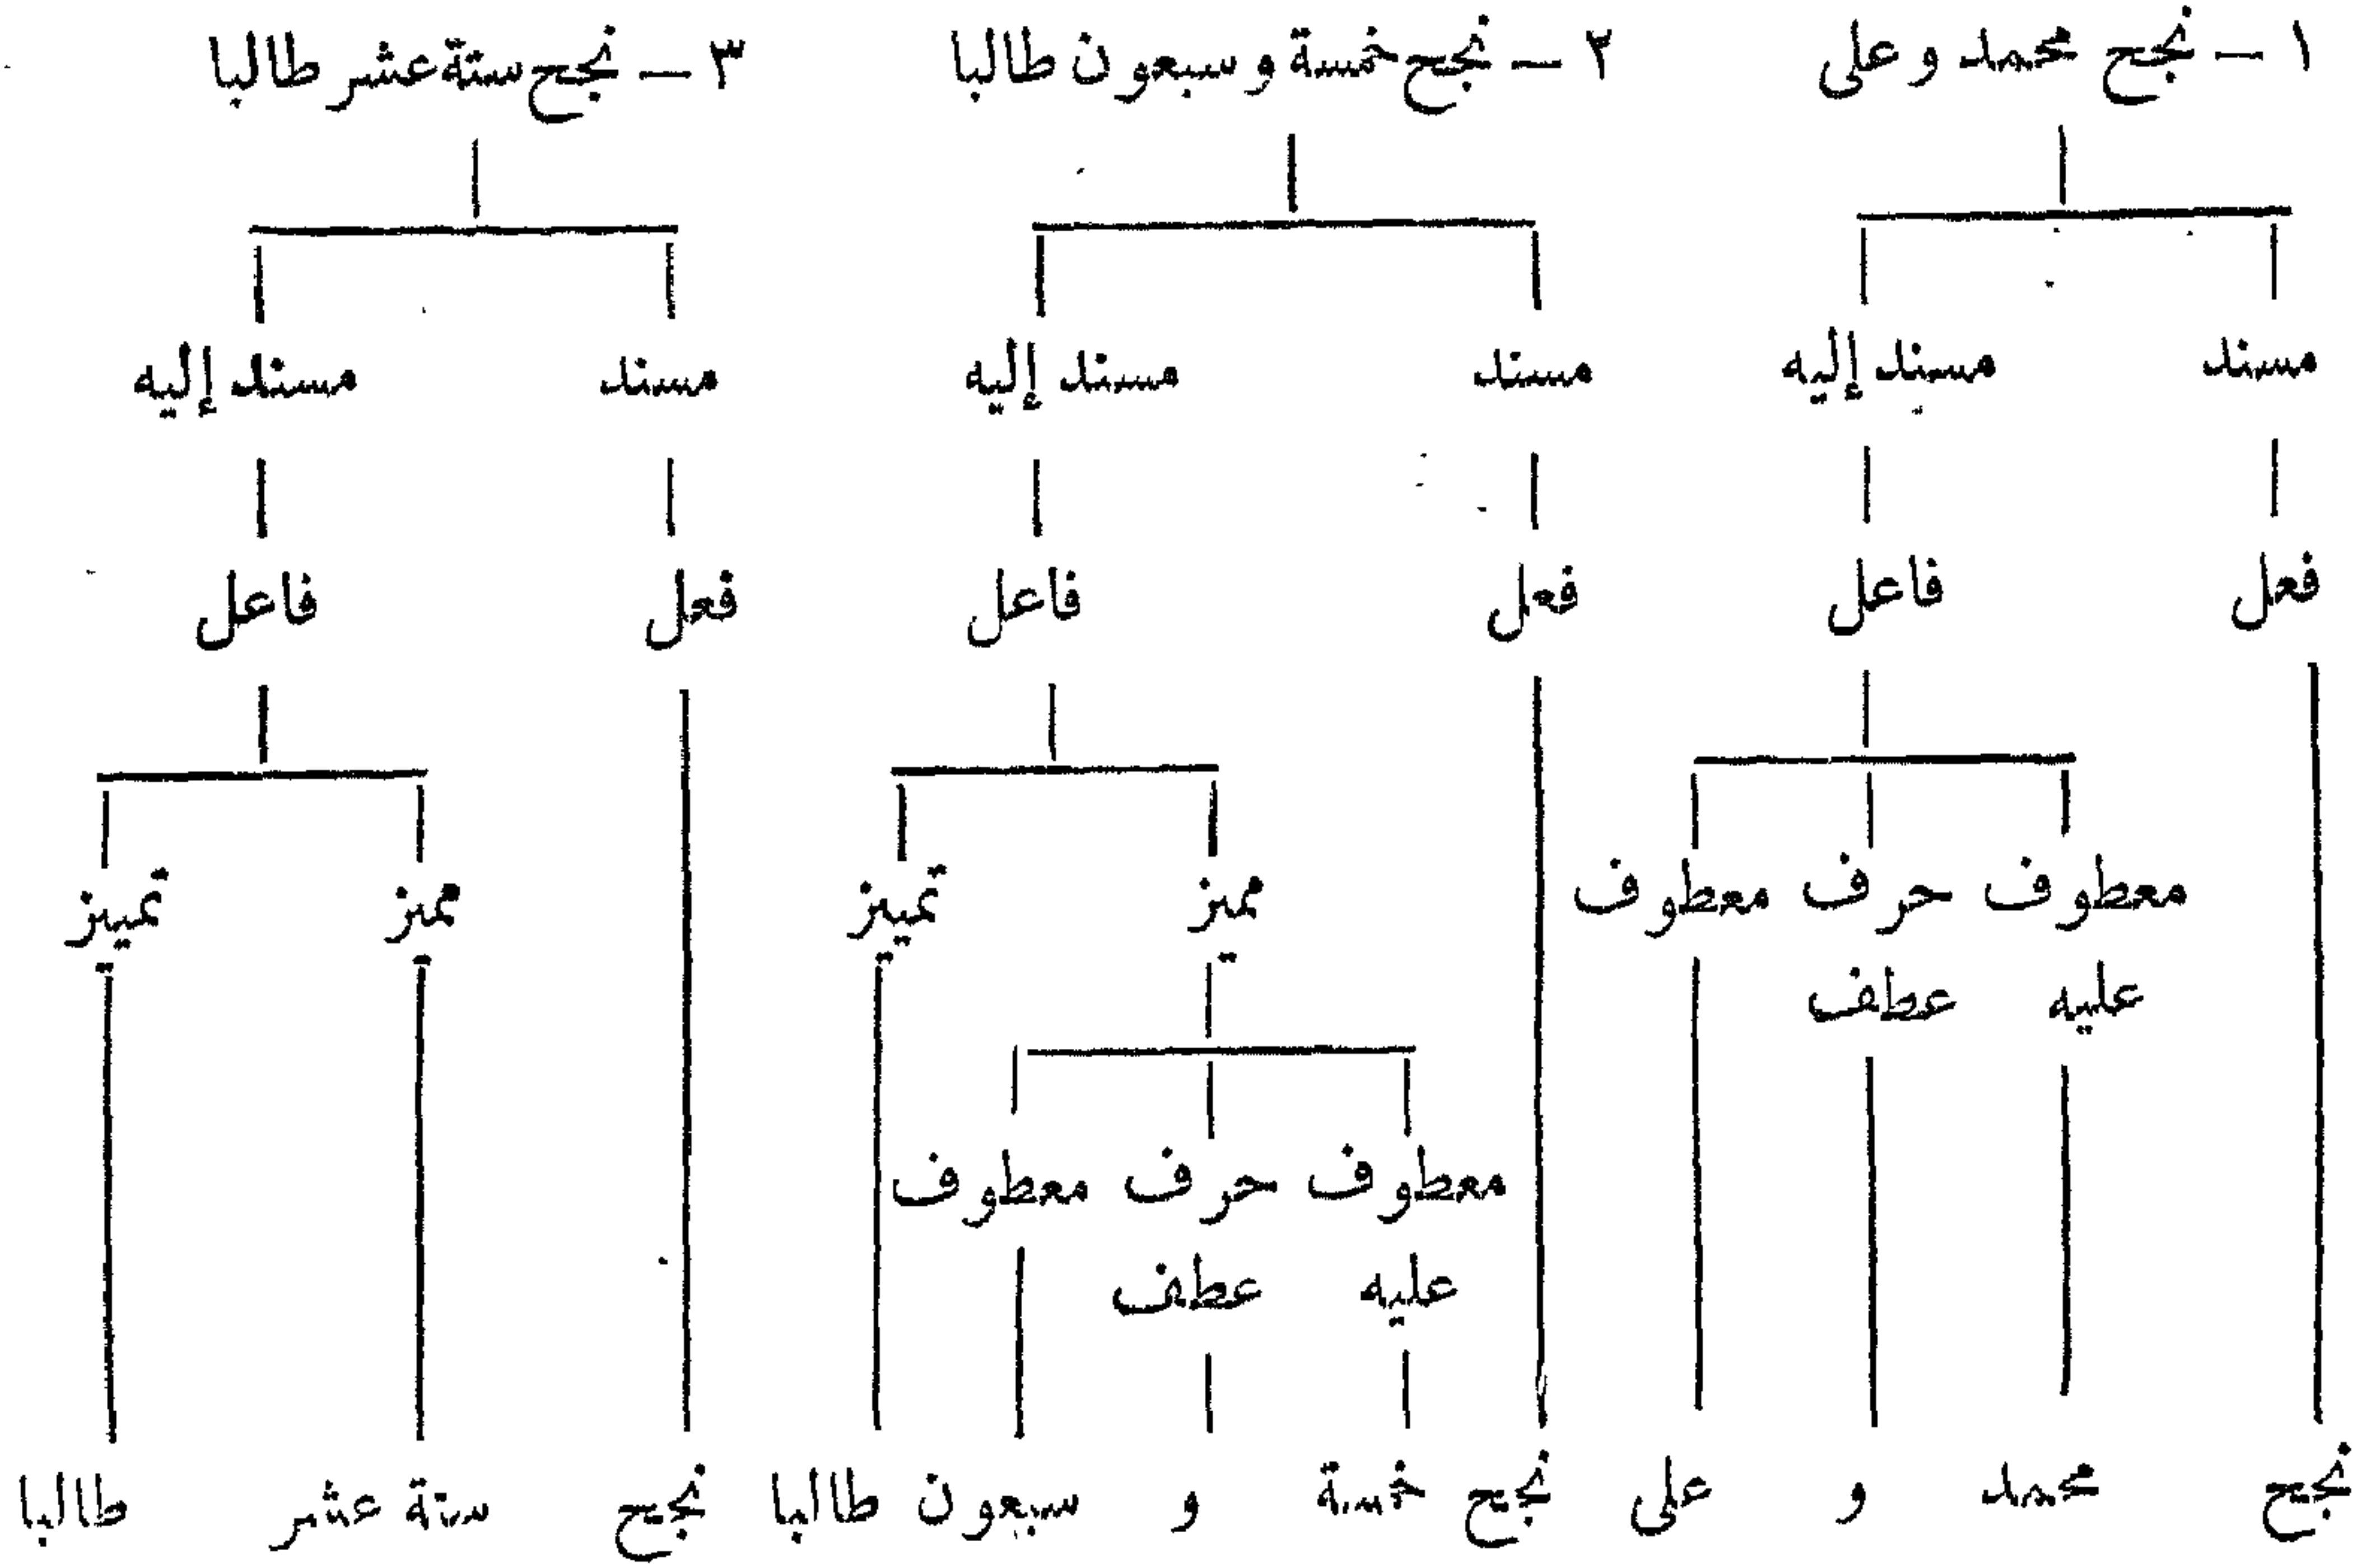 ١ - نجح محمد وعلى ٢ - نجح خمسة وسبعون طالبا ٣ - نجح ستة عشر طالبا
مسند مسند إليه مسند مسند إليه مسند مسند إليه
فعل فاعل فعل فاعل فعل فاعل
معطوف حرف معطوف مميز تمييز مميز تمييز
عليه عطف
معطوف حرف معطوف
عليه عطف
نجح محمد و على نجح خمسة و سبعون طالبا نجح ستة عشر طالبا